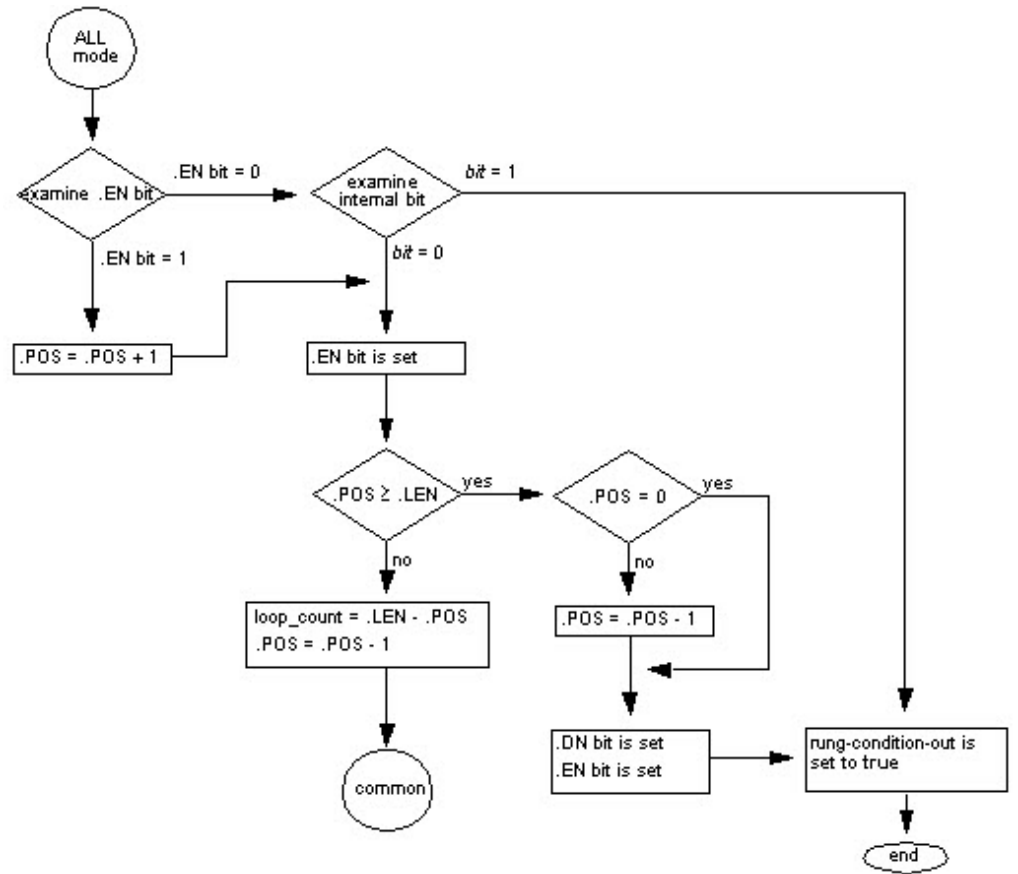 ALL
mode
examine .EN bit
.EN bit = 0
examine
internal bit
bit = 1
.EN bit = 1
bit = 0
.POS = .POS + 1
.EN bit is set
.POS ≥ .LEN
yes
.POS = 0
yes
no
no
loop_count = .LEN - .POS
.POS = .POS - 1
.POS = .POS - 1
.DN bit is set
.EN bit is set
rung-condition-out is
set to true
common
end